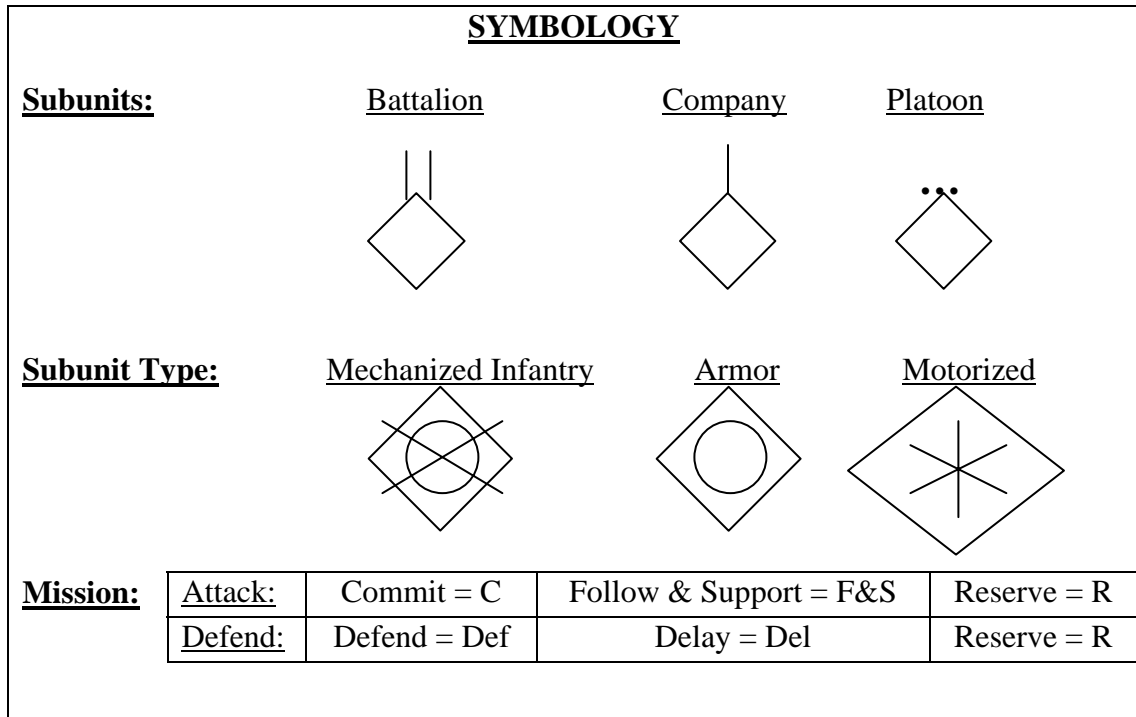 SYMBOLOGY
Subunits: Battalion Company Platoon
Subunit Type: Mechanized Infantry Armor Motorized
Mission: Attack: Commit = C Follow & Support = F&S Reserve = R
Defend: Defend = Def Delay = Del Reserve = R